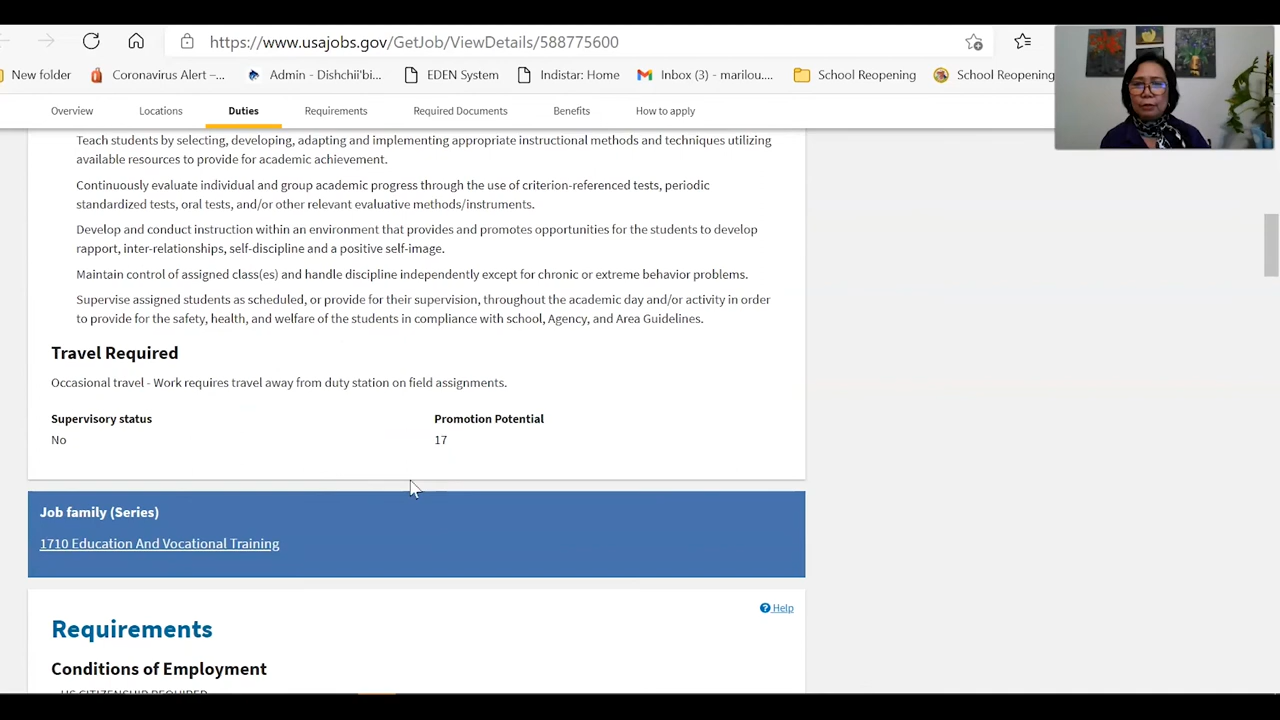 https://www.usajobs.gov/GetJob/ViewDetails/588775600
New folder Coronavirus Alert –... Admin - Dishchii'bi... EDEN System Indistar: Home Inbox (3) - marilou.... School Reopening School Reopening
Overview Locations Duties Requirements Required Documents Benefits How to apply
Teach students by selecting, developing, adapting and implementing appropriate instructional methods and techniques utilizing
available resources to provide for academic achievement.
Continuously evaluate individual and group academic progress through the use of criterion-referenced tests, periodic
standardized tests, oral tests, and/or other relevant evaluative methods/instruments.
Develop and conduct instruction within an environment that provides and promotes opportunities for the students to develop
rapport, inter-relationships, self-discipline and a positive self-image.
Maintain control of assigned class(es) and handle discipline independently except for chronic or extreme behavior problems.
Supervise assigned students as scheduled, or provide for their supervision, throughout the academic day and/or activity in order
to provide for the safety, health, and welfare of the students in compliance with school, Agency, and Area Guidelines.
Travel Required
Occasional travel - Work requires travel away from duty station on field assignments.
Supervisory status Promotion Potential
No 17
Job family (Series)
1710 Education And Vocational Training
Help
Requirements
Conditions of Employment
US CITIZENSHIP REQUIRED